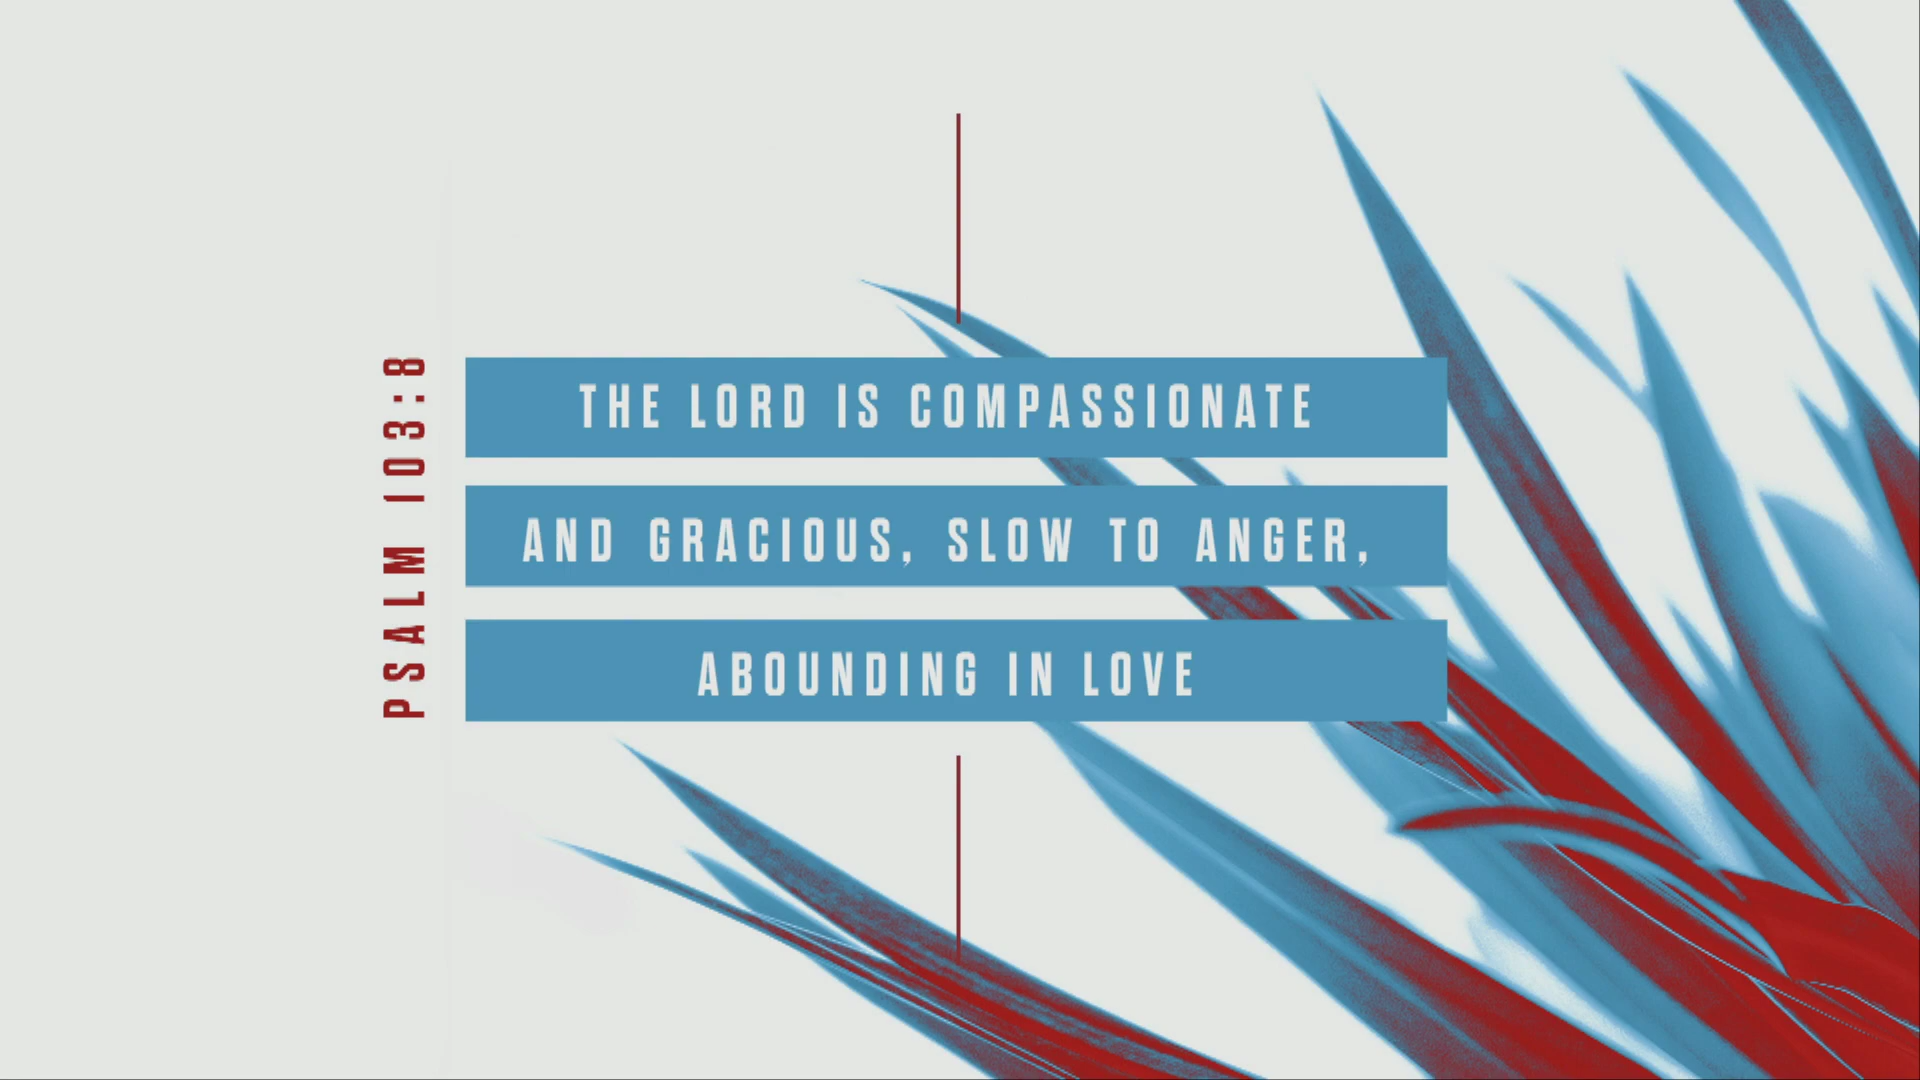 PSALM 103:8
THE LORD IS COMPASSIONATE
AND GRACIOUS, SLOW TO ANGER,
ABOUNDING IN LOVE